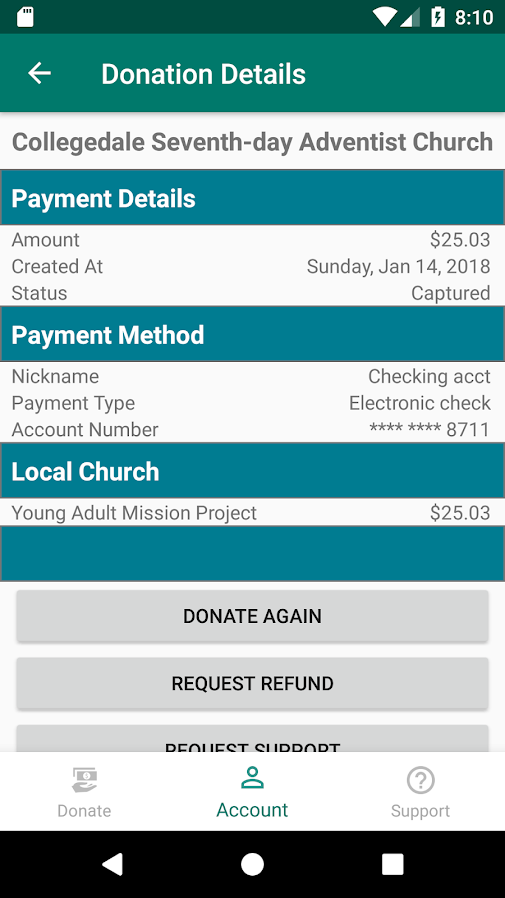 8:10
Donation Details
Collegedale Seventh-day Adventist Church
Payment Details
Amount $25.03
Created At Sunday, Jan 14, 2018
Status Captured
Payment Method
Nickname Checking acct
Payment Type Electronic check
Account Number **** **** 8711
Local Church
Young Adult Mission Project $25.03
DONATE AGAIN
REQUEST REFUND
REQUEST SUPPORT
Donate Account Support